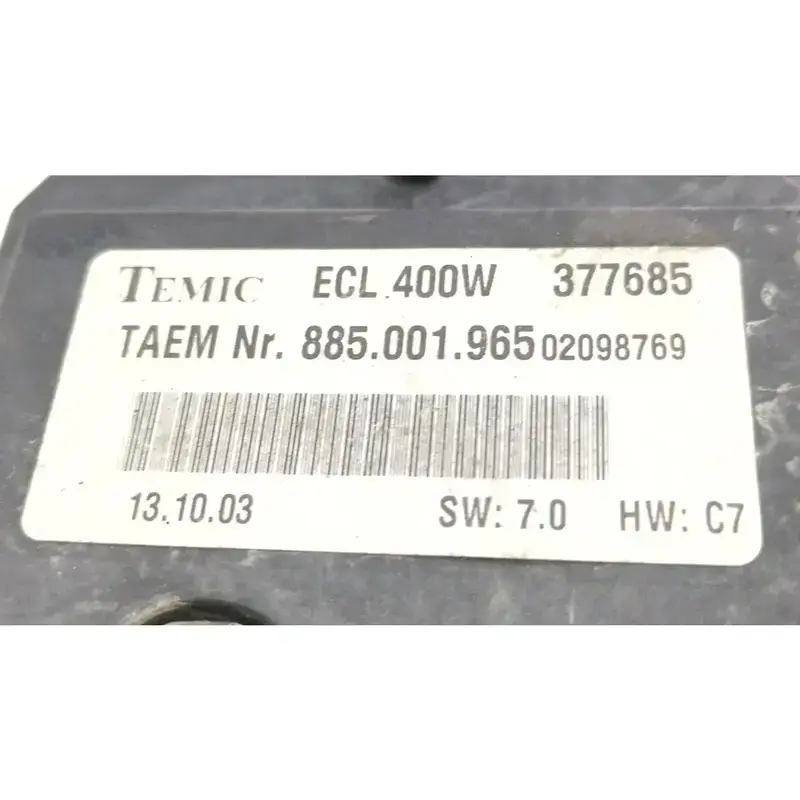 TEMIC ECL 400W 377685
TAEM Nr. 885.001.965 02098769
13.10.03 SW: 7.0 HW: C7